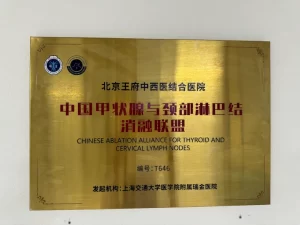 北京王府中西医结合医院
中国甲状腺与颈部淋巴结
消融联盟
CHINESE ABLATION ALLIANCE FOR THYROID AND
CERVICAL LYMPH NODES
编号：T646
发起机构：上海交通大学医学院附属瑞金医院